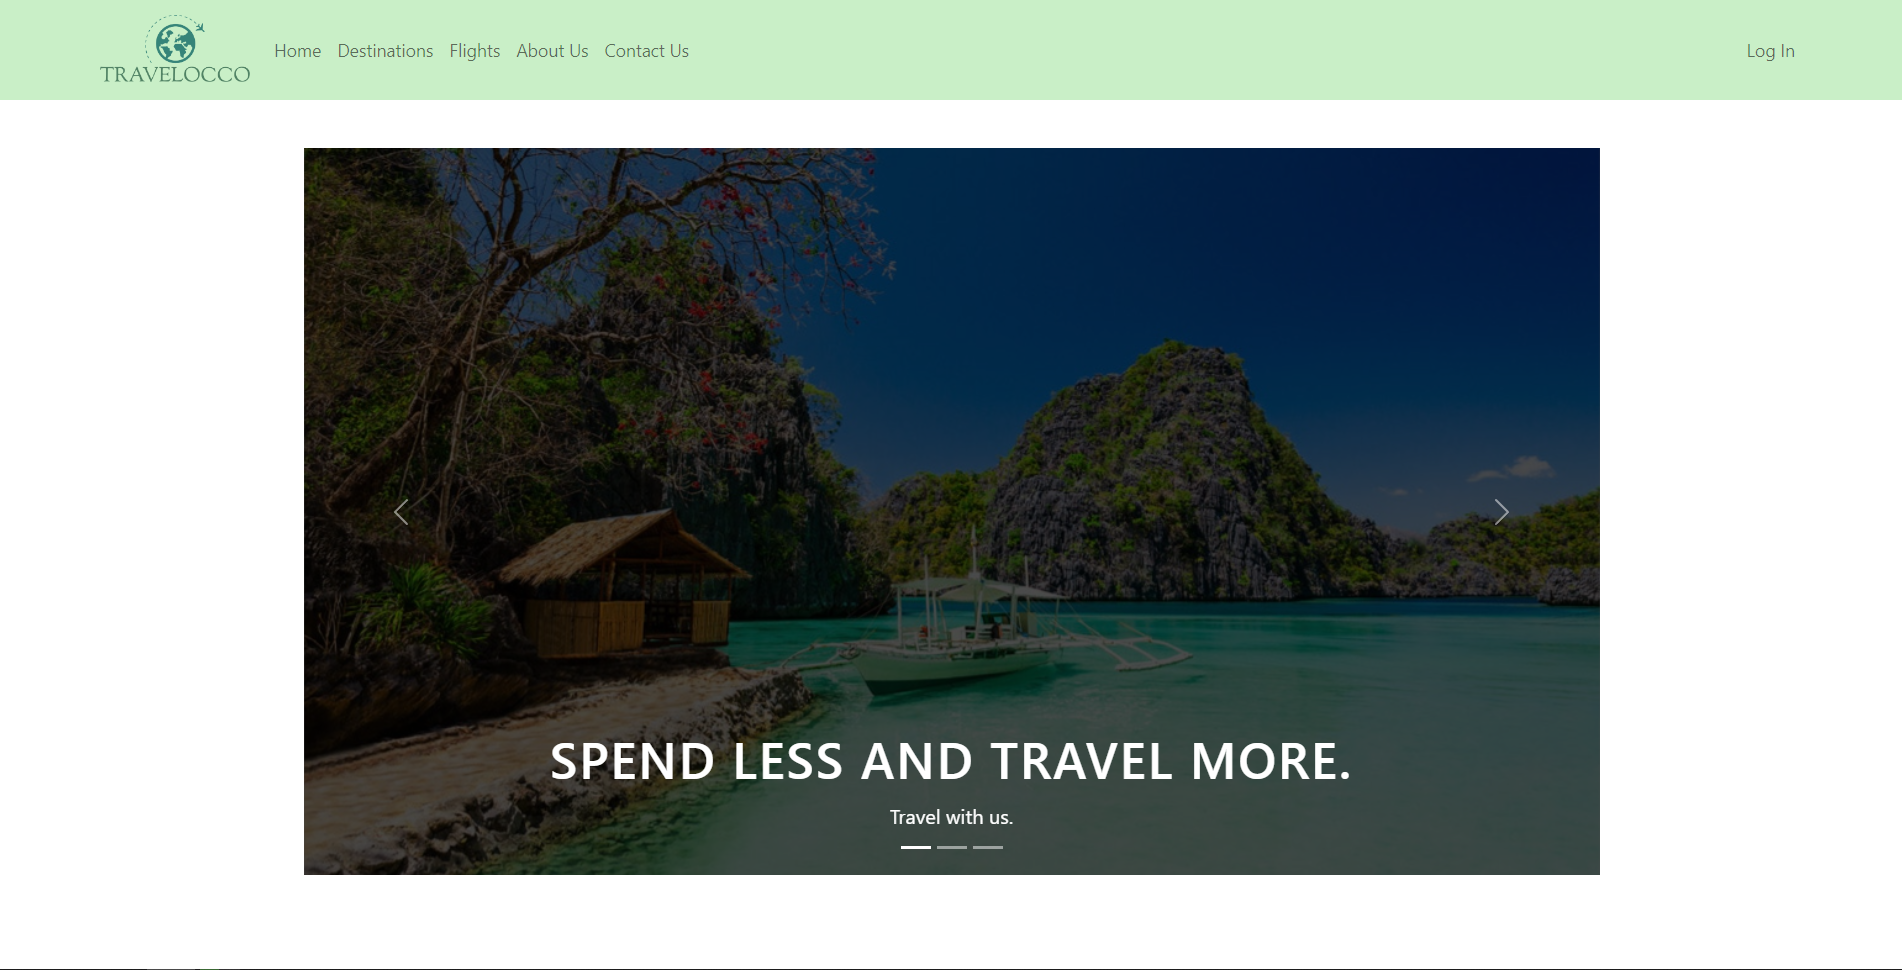 TRAVELOCCO
Home Destinations Flights About Us Contact Us Log In
SPEND LESS AND TRAVEL MORE.
Travel with us.